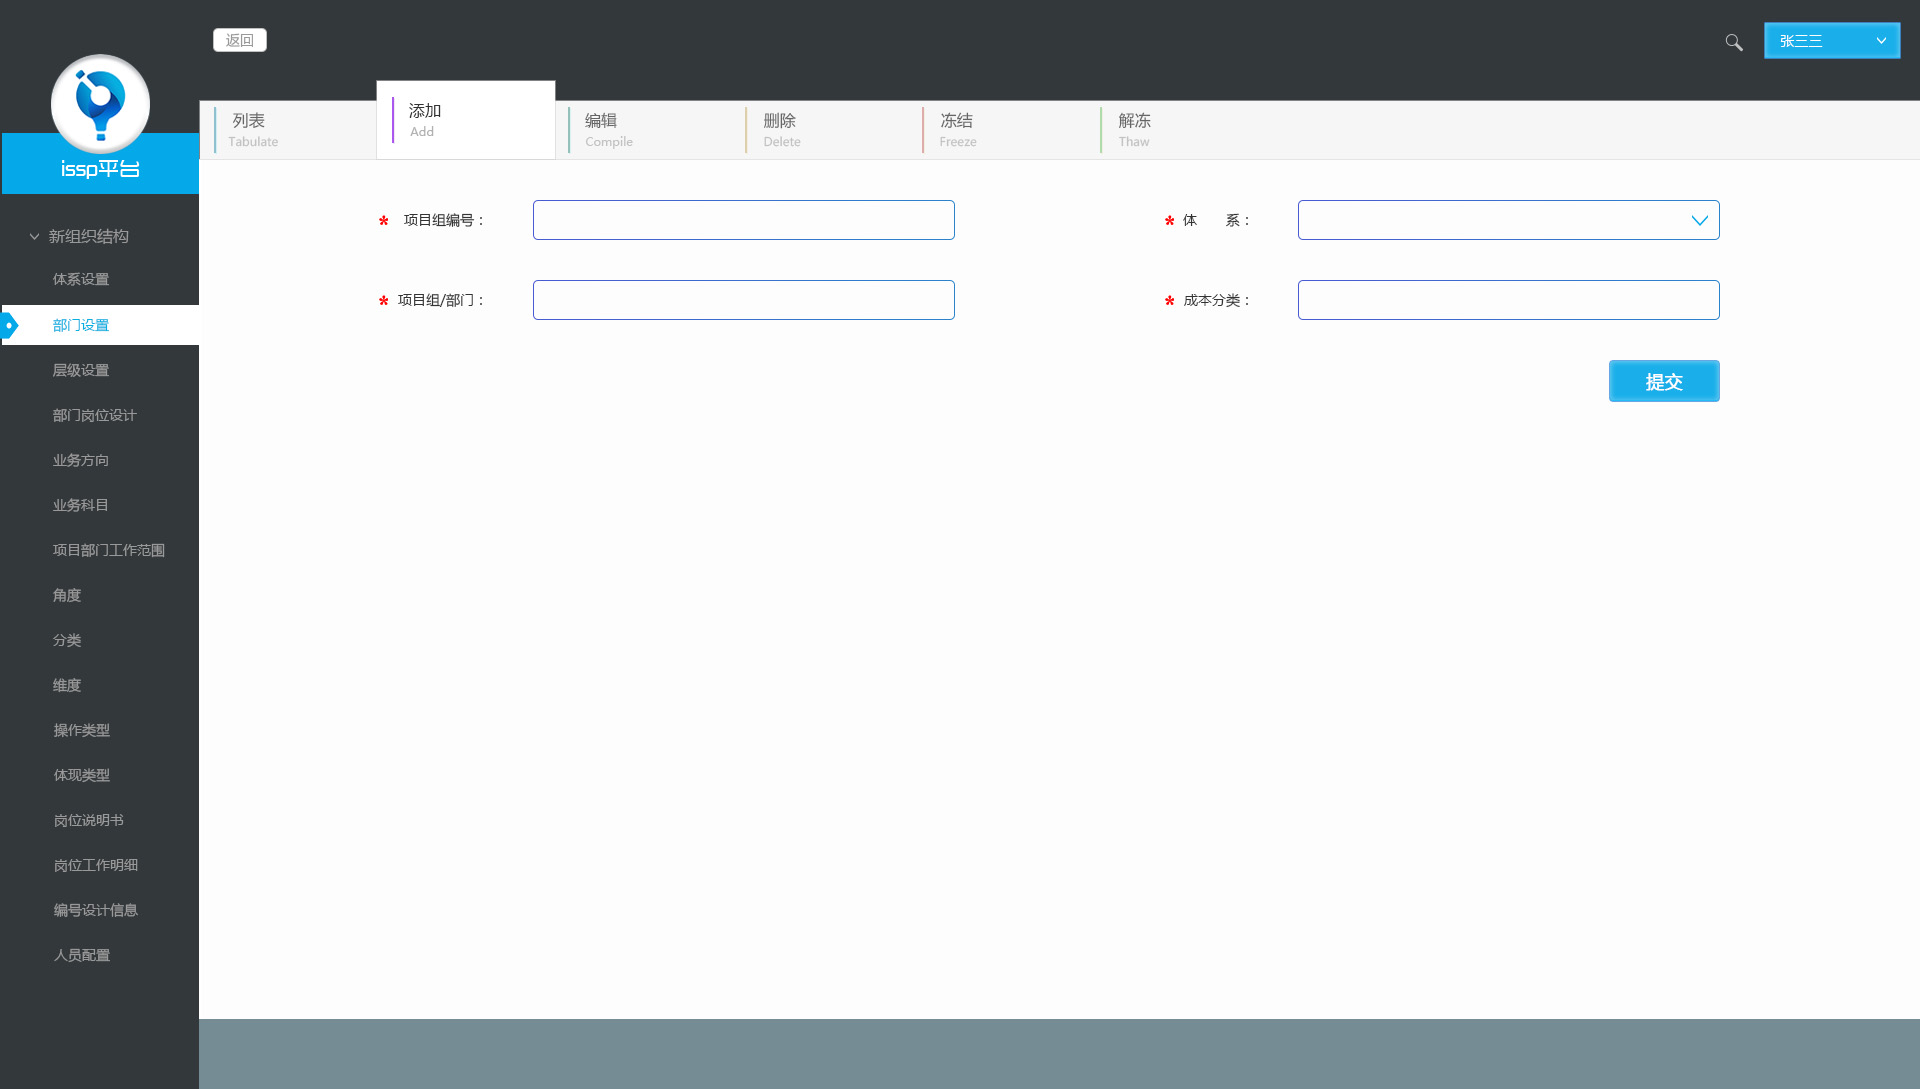 返回
张三三
issp平台
列表
Tabulate
添加
Add
编辑
Compile
删除
Delete
冻结
Freeze
解冻
Thaw
新组织结构
体系设置
部门设置
层级设置
部门岗位设计
业务方向
业务科目
项目部门工作范围
角度
分类
维度
操作类型
体现类型
岗位说明书
岗位工作明细
编号设计信息
人员配置
* 项目组编号：
* 体 系：
* 项目组/部门：
* 成本分类：
提交